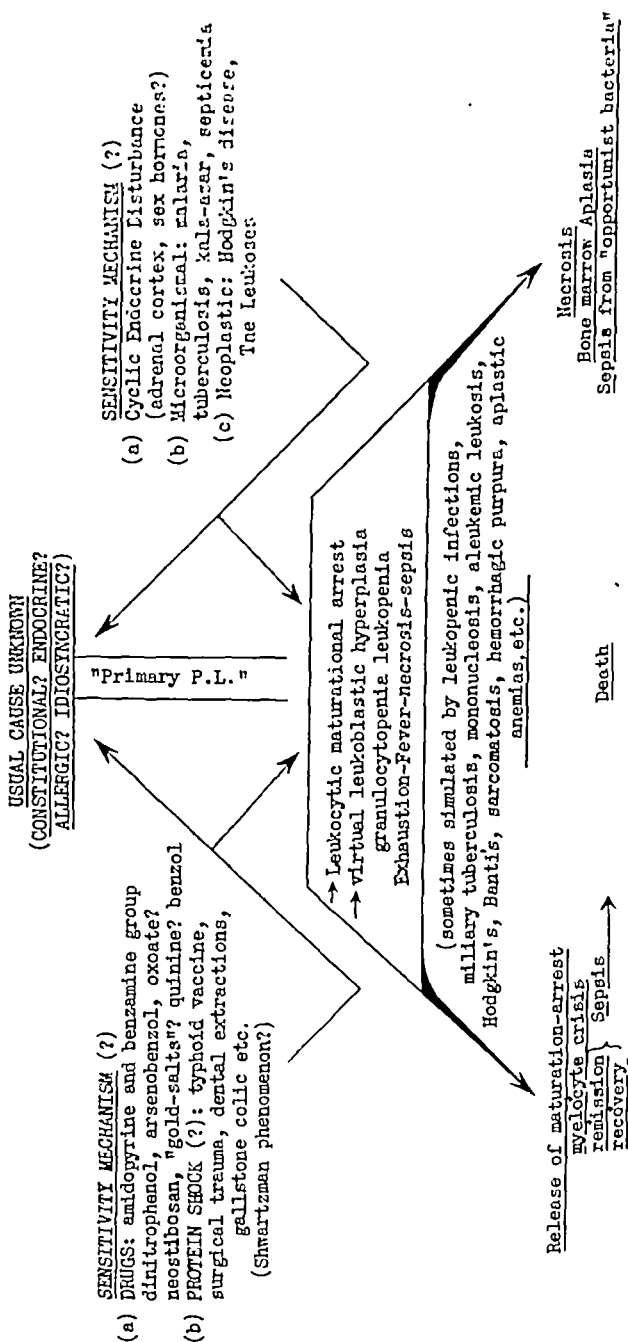 USUAL CAUSE UNKNOWN
(CONSTITUTIONAL? ENDOCRINE?
ALLERGIC? IDIOSYNCRATIC?)
SENSITIVITY MECHANISM (?)
(a) DRUGS: amidopyrine and benzamine group
dinitrophenol, arsenobenzol, oxoate?
neostibosan, "gold-salts"? quinine? benzol
(b) PROTEIN SHOCK (?): typhoid vaccine,
surgical trauma, dental extractions,
gallstone colic etc.
(Shwartzman phenomenon?)
"Primary P.L."
SENSITIVITY MECHANISM (?)
(a) Cyclic Endocrine Disturbance
(adrenal cortex, sex hormones?)
(b) Microorganismal: malaria,
tuberculosis, kala-azar, septicemia
(c) Neoplastic: Hodgkin's disease,
The Leukoses
→ Leukocytic maturational arrest
→ virtual leukoblastic hyperplasia
granulocytopenia leukopenia
Exhaustion-Fever-necrosis-sepsis
(sometimes simulated by leukopenic infections,
miliary tuberculosis, mononucleosis, aleukemic leukosis,
Hodgkin's, Banti's, sarcomatosis, hemorrhagic purpura, aplastic
anemias, etc.)
Release of maturation-arrest
myelocyte crisis
remission } Sepsis →
recovery
Death
Necrosis
Bone marrow Aplasia
Sepsis from "opportunist bacteria"